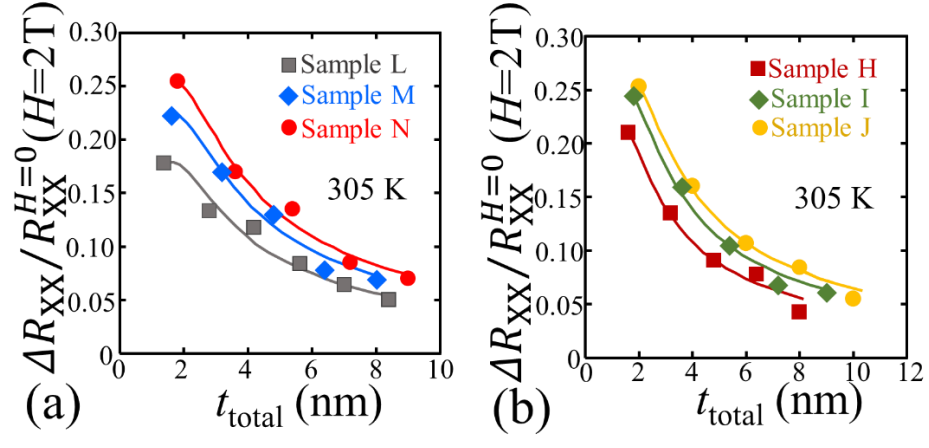 ΔR_XX/R_XX^{H=0} (H=2T)
0.30
0.25
0.20
0.15
0.10
0.05
0
Sample L
Sample M
Sample N
305 K
0 2 4 6 8 10
(a)
t_total (nm)
ΔR_XX/R_XX^{H=0} (H=2T)
0.30
0.25
0.20
0.15
0.10
0.05
0.00
Sample H
Sample I
Sample J
305 K
0 2 4 6 8 10 12
(b)
t_total (nm)